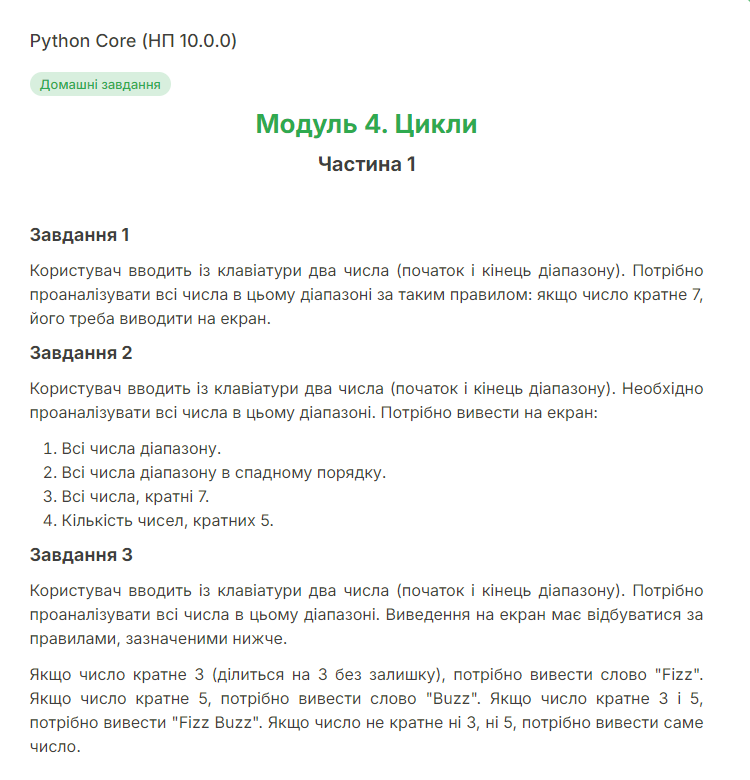 Python Core (НП 10.0.0)
Домашні завдання
Модуль 4. Цикли
Частина 1
Завдання 1
Користувач вводить із клавіатури два числа (початок і кінець діапазону). Потрібно
проаналізувати всі числа в цьому діапазоні за таким правилом: якщо число кратне 7,
його треба виводити на екран.
Завдання 2
Користувач вводить із клавіатури два числа (початок і кінець діапазону). Необхідно
проаналізувати всі числа в цьому діапазоні. Потрібно вивести на екран:
1. Всі числа діапазону.
2. Всі числа діапазону в спадному порядку.
3. Всі числа, кратні 7.
4. Кількість чисел, кратних 5.
Завдання 3
Користувач вводить із клавіатури два числа (початок і кінець діапазону). Потрібно
проаналізувати всі числа в цьому діапазоні. Виведення на екран має відбуватися за
правилами, зазначеними нижче.
Якщо число кратне 3 (ділиться на 3 без залишку), потрібно вивести слово "Fizz".
Якщо число кратне 5, потрібно вивести слово "Buzz". Якщо число кратне 3 і 5,
потрібно вивести "Fizz Buzz". Якщо число не кратне ні 3, ні 5, потрібно вивести саме
число.